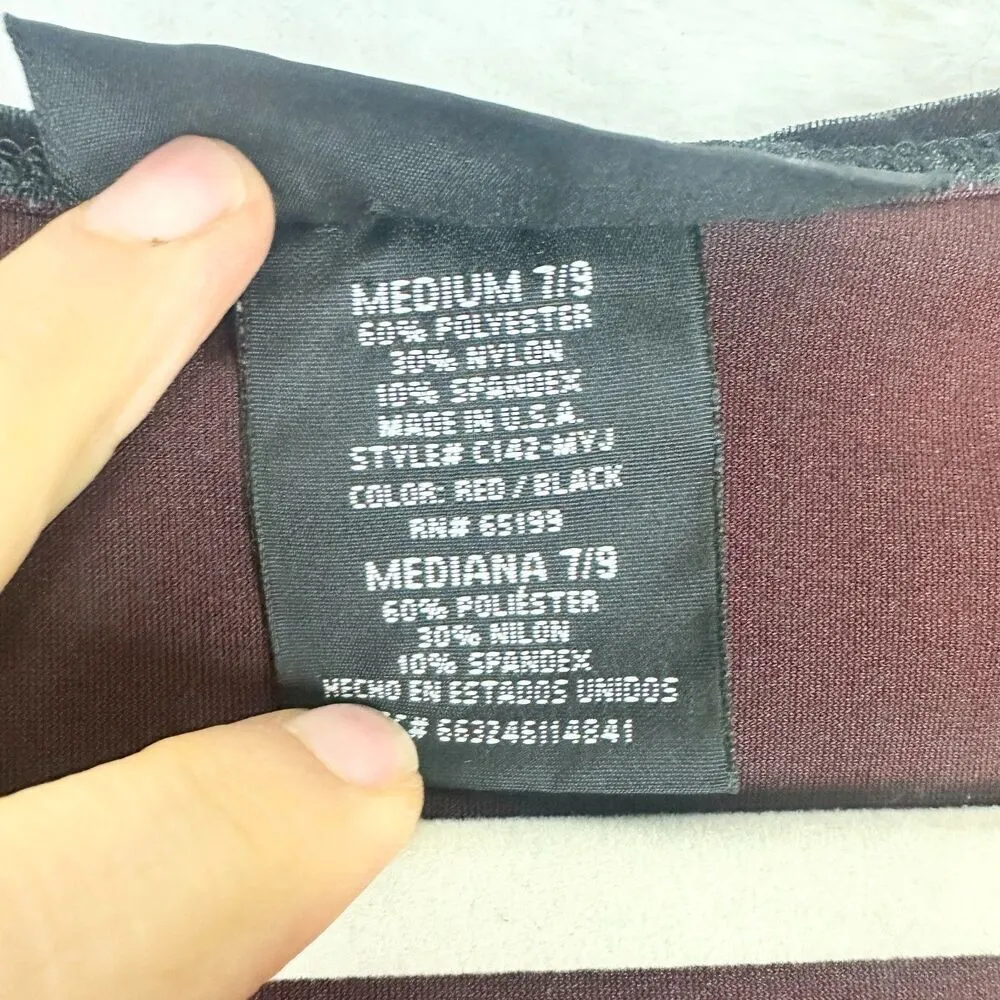 MEDIUM 7/9
60% POLYESTER
30% NYLON
10% SPANDEX
MADE IN U.S.A.
STYLE# C142-MYJ
COLOR: RED / BLACK
RN# 65199
MEDIANA 7/9
60% POLIÉSTER
30% NILON
10% SPANDEX
HECHO EN ESTADOS UNIDOS
# 663246114841